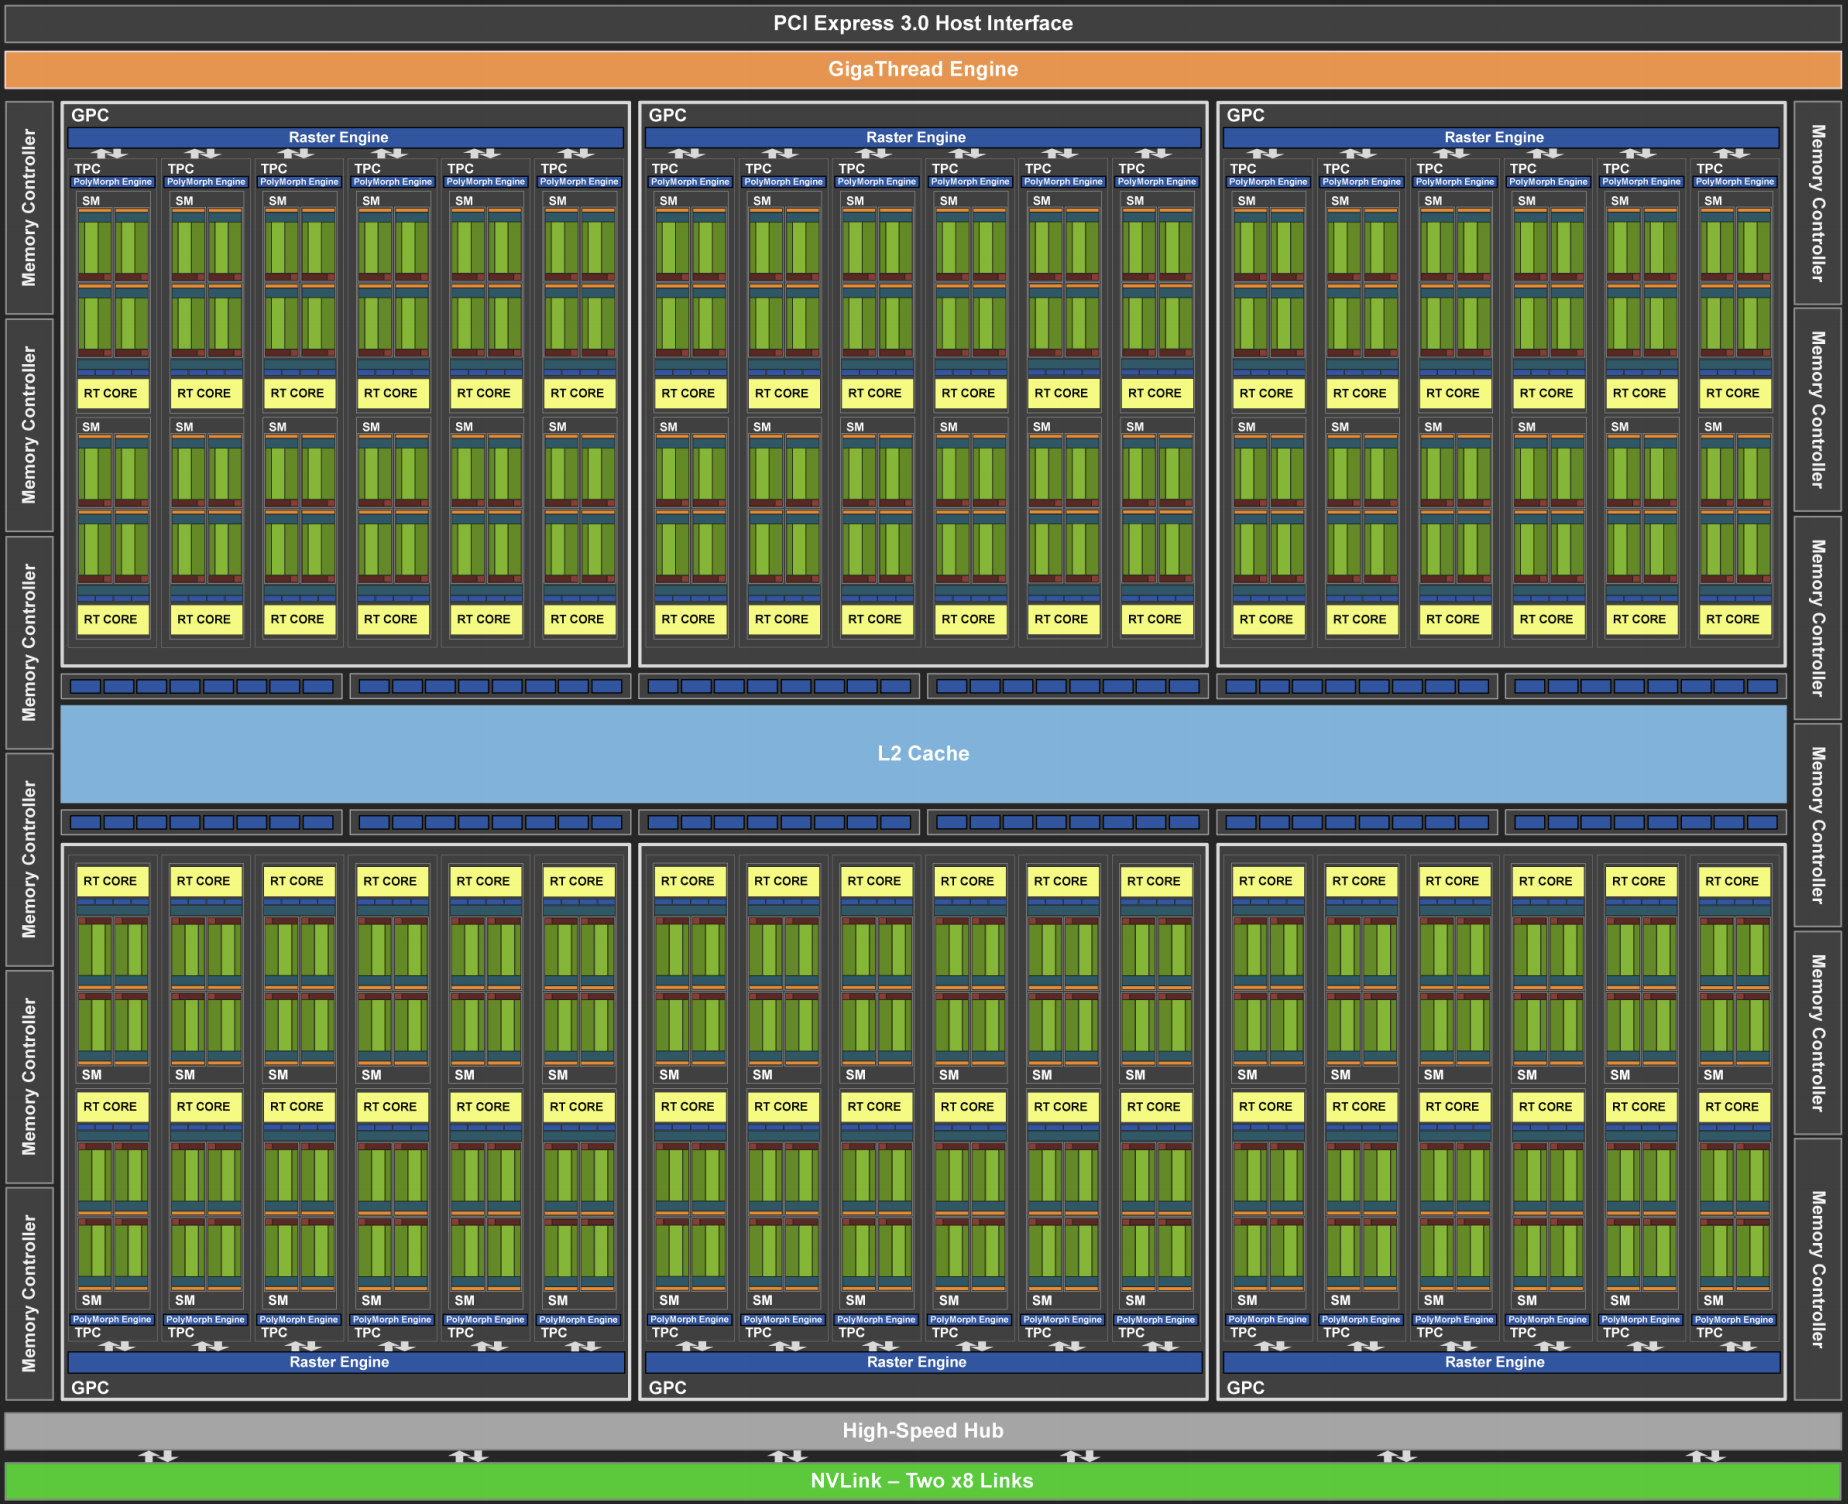 PCI Express 3.0 Host Interface
GigaThread Engine
GPC GPC GPC
Raster Engine Raster Engine Raster Engine
Memory Controller Memory Controller
TPC TPC TPC TPC TPC TPC TPC TPC TPC TPC TPC TPC TPC TPC TPC TPC TPC TPC
PolyMorph Engine PolyMorph Engine PolyMorph Engine PolyMorph Engine PolyMorph Engine PolyMorph Engine PolyMorph Engine PolyMorph Engine PolyMorph Engine PolyMorph Engine PolyMorph Engine PolyMorph Engine PolyMorph Engine PolyMorph Engine PolyMorph Engine PolyMorph Engine PolyMorph Engine PolyMorph Engine
SM SM SM SM SM SM SM SM SM SM SM SM SM SM SM SM SM SM
RT CORE RT CORE RT CORE RT CORE RT CORE RT CORE RT CORE RT CORE RT CORE RT CORE RT CORE RT CORE RT CORE RT CORE RT CORE RT CORE RT CORE RT CORE
Memory Controller Memory Controller
SM SM SM SM SM SM SM SM SM SM SM SM SM SM SM SM SM SM
RT CORE RT CORE RT CORE RT CORE RT CORE RT CORE RT CORE RT CORE RT CORE RT CORE RT CORE RT CORE RT CORE RT CORE RT CORE RT CORE RT CORE RT CORE
Memory Controller Memory Controller
L2 Cache
Memory Controller Memory Controller
RT CORE RT CORE RT CORE RT CORE RT CORE RT CORE RT CORE RT CORE RT CORE RT CORE RT CORE RT CORE RT CORE RT CORE RT CORE RT CORE RT CORE RT CORE
SM SM SM SM SM SM SM SM SM SM SM SM SM SM SM SM SM SM
Memory Controller Memory Controller
RT CORE RT CORE RT CORE RT CORE RT CORE RT CORE RT CORE RT CORE RT CORE RT CORE RT CORE RT CORE RT CORE RT CORE RT CORE RT CORE RT CORE RT CORE
SM SM SM SM SM SM SM SM SM SM SM SM SM SM SM SM SM SM
Memory Controller Memory Controller
PolyMorph Engine PolyMorph Engine PolyMorph Engine PolyMorph Engine PolyMorph Engine PolyMorph Engine PolyMorph Engine PolyMorph Engine PolyMorph Engine PolyMorph Engine PolyMorph Engine PolyMorph Engine PolyMorph Engine PolyMorph Engine PolyMorph Engine PolyMorph Engine PolyMorph Engine PolyMorph Engine
TPC TPC TPC TPC TPC TPC TPC TPC TPC TPC TPC TPC TPC TPC TPC TPC TPC TPC
Raster Engine Raster Engine Raster Engine
GPC GPC GPC
High-Speed Hub
NVLink – Two x8 Links